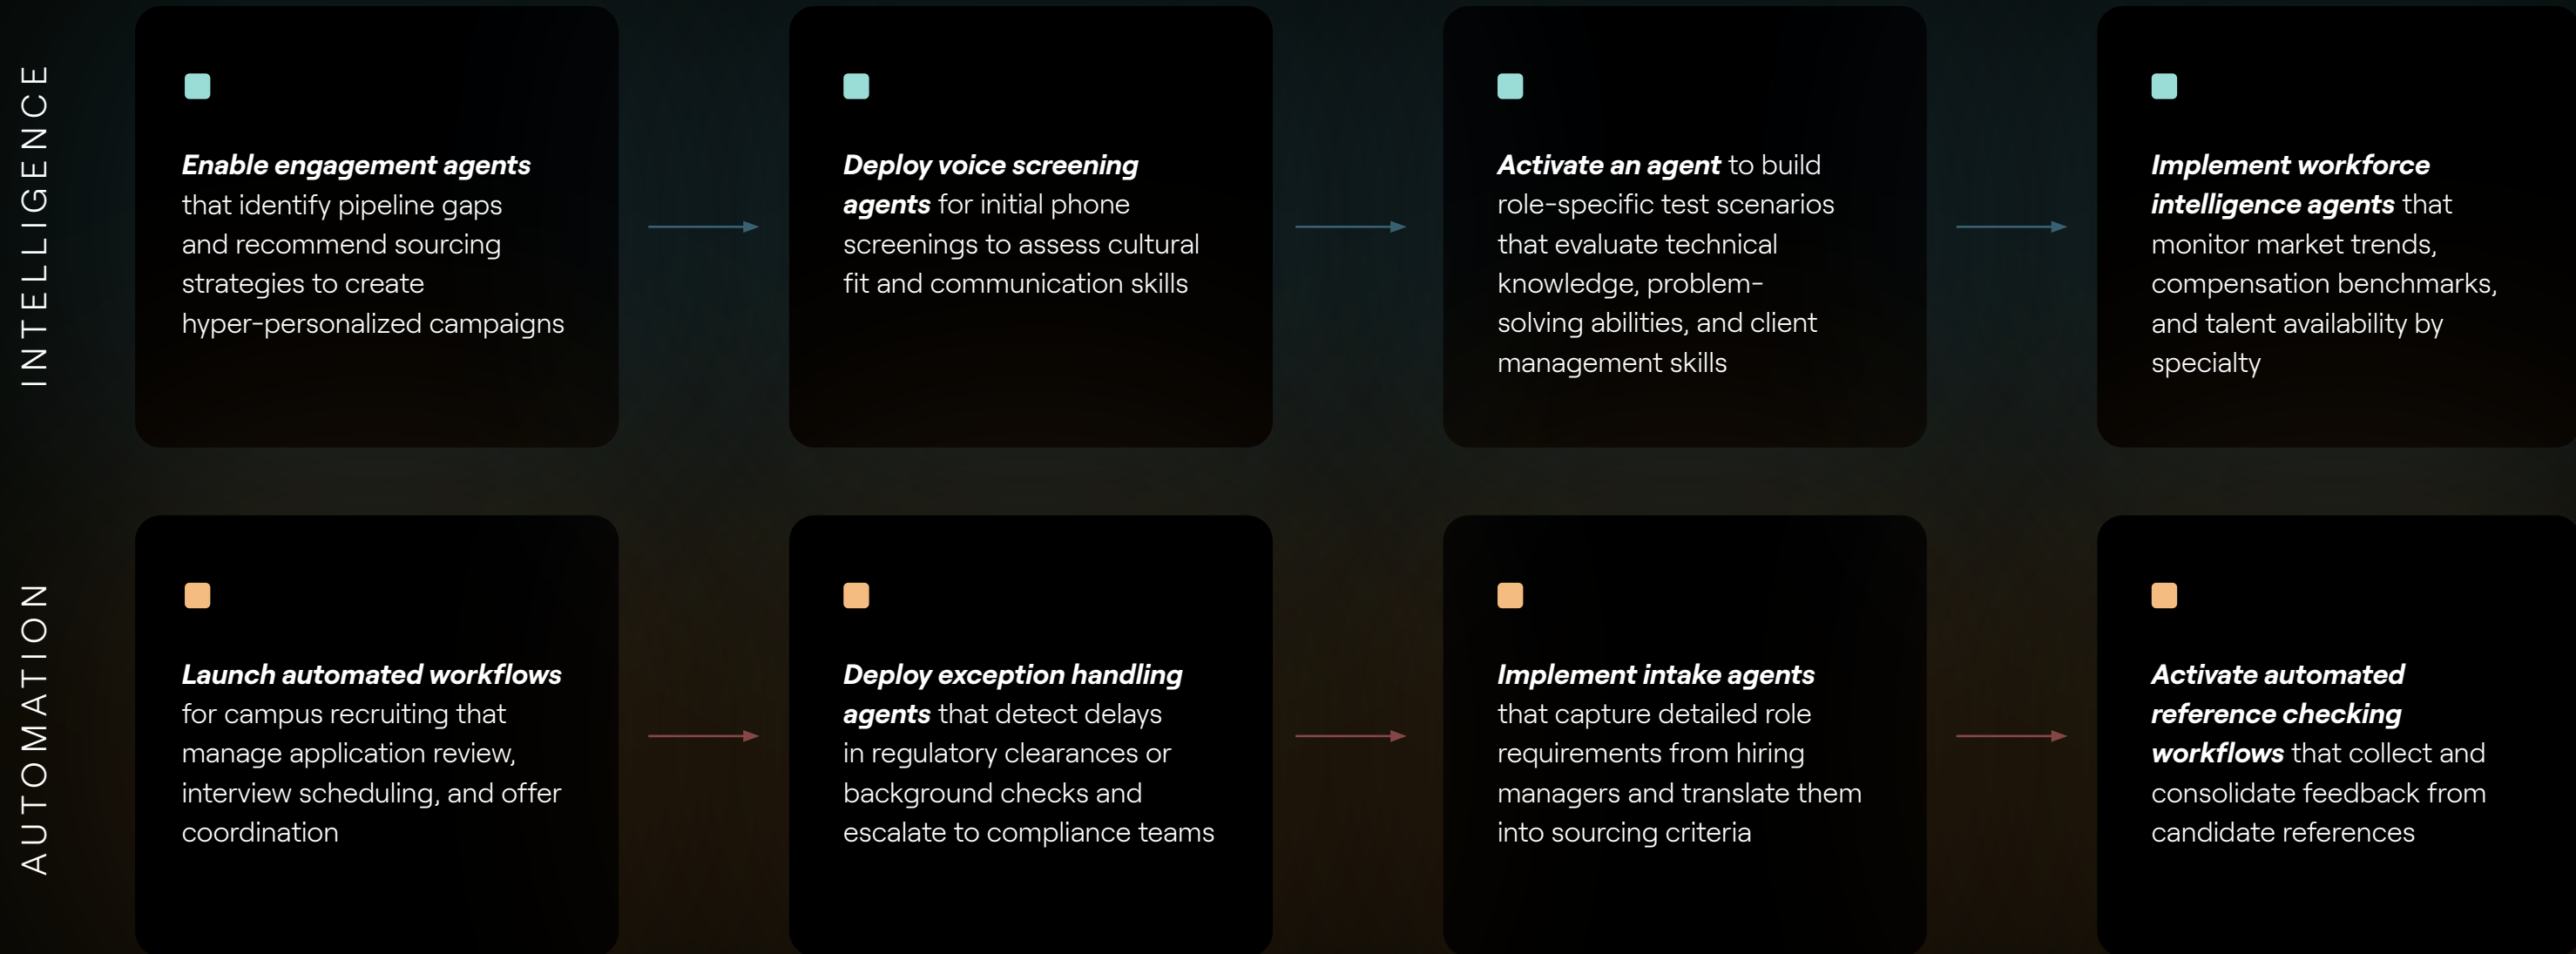 INTELLIGENCE
Enable engagement agents
that identify pipeline gaps
and recommend sourcing
strategies to create
hyper-personalized campaigns
Deploy voice screening
agents for initial phone
screenings to assess cultural
fit and communication skills
Activate an agent to build
role-specific test scenarios
that evaluate technical
knowledge, problem-
solving abilities, and client
management skills
Implement workforce
intelligence agents that
monitor market trends,
compensation benchmarks,
and talent availability by
specialty
AUTOMATION
Launch automated workflows
for campus recruiting that
manage application review,
interview scheduling, and offer
coordination
Deploy exception handling
agents that detect delays
in regulatory clearances or
background checks and
escalate to compliance teams
Implement intake agents
that capture detailed role
requirements from hiring
managers and translate them
into sourcing criteria
Activate automated
reference checking
workflows that collect and
consolidate feedback from
candidate references